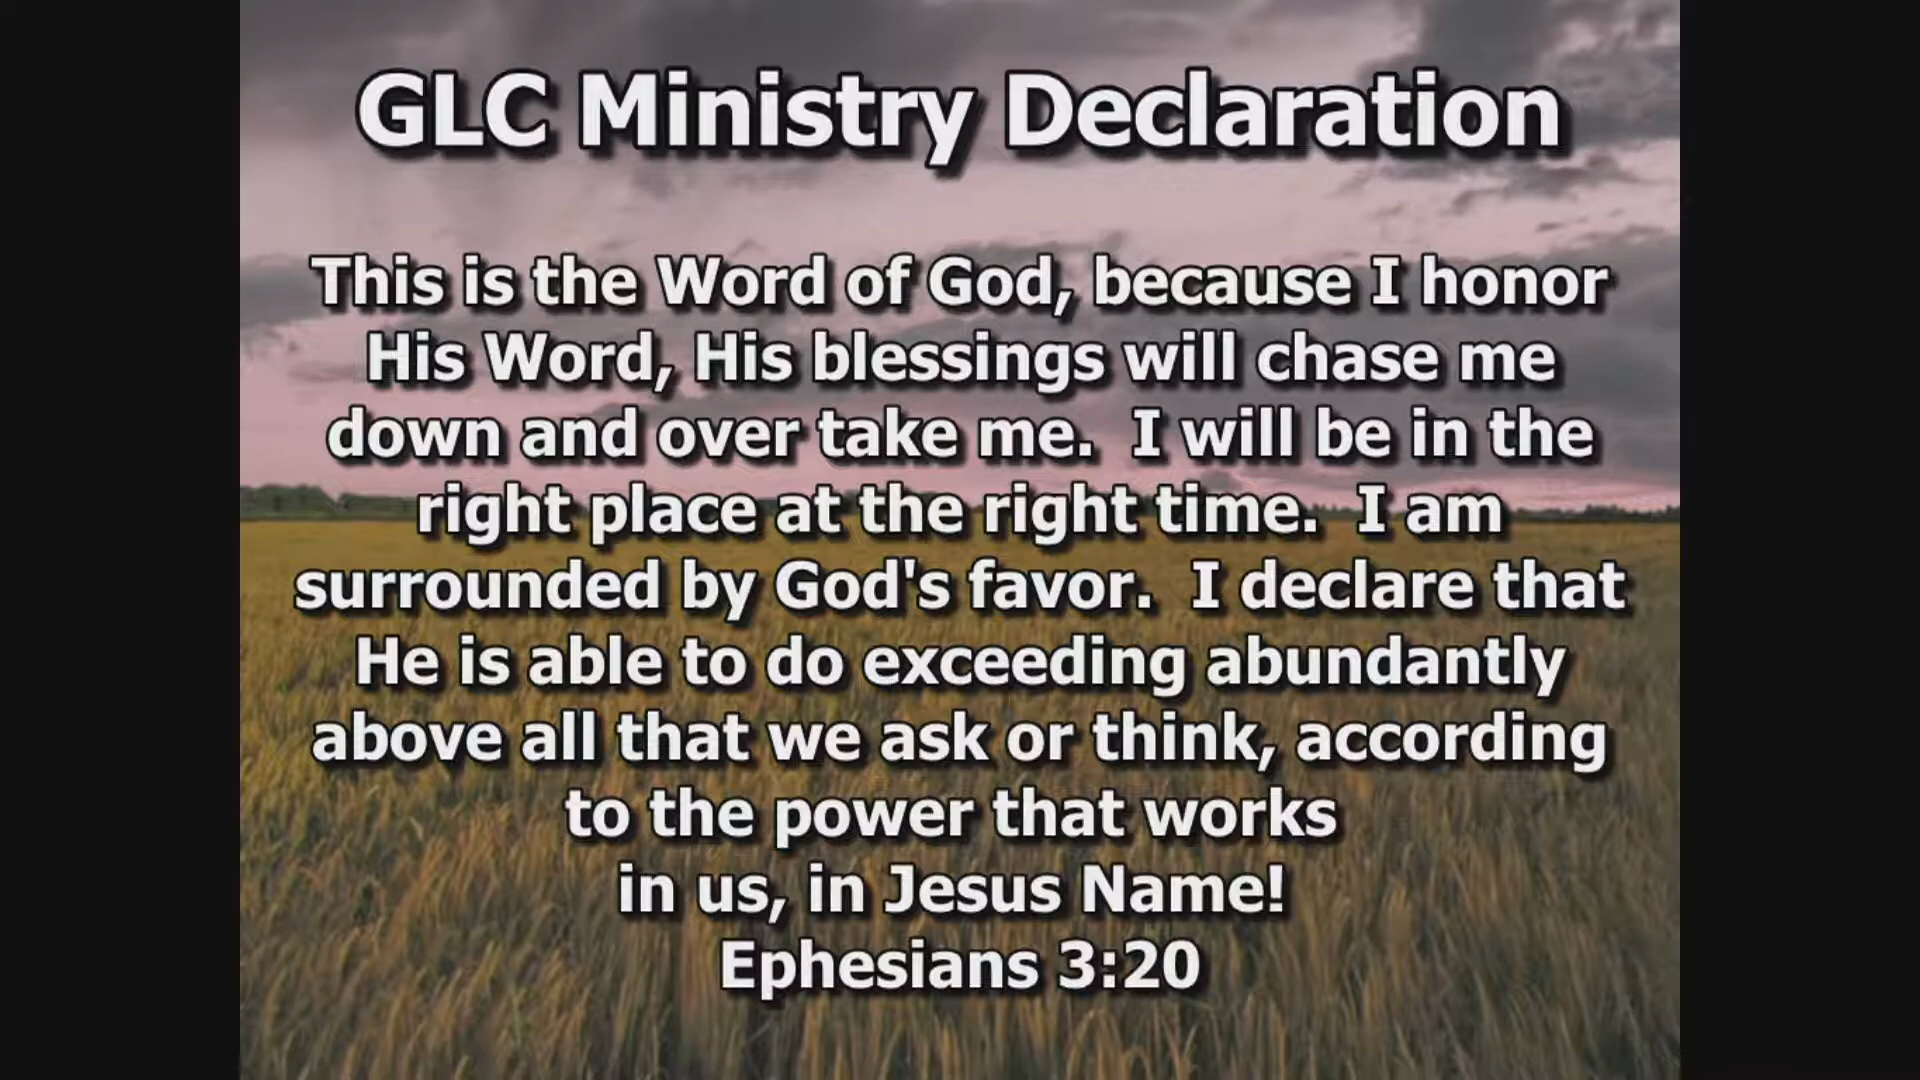 GLC Ministry Declaration
This is the Word of God, because I honor
His Word, His blessings will chase me
down and over take me.  I will be in the
right place at the right time.  I am
surrounded by God's favor.  I declare that
He is able to do exceeding abundantly
above all that we ask or think, according
to the power that works
in us, in Jesus Name!
Ephesians 3:20